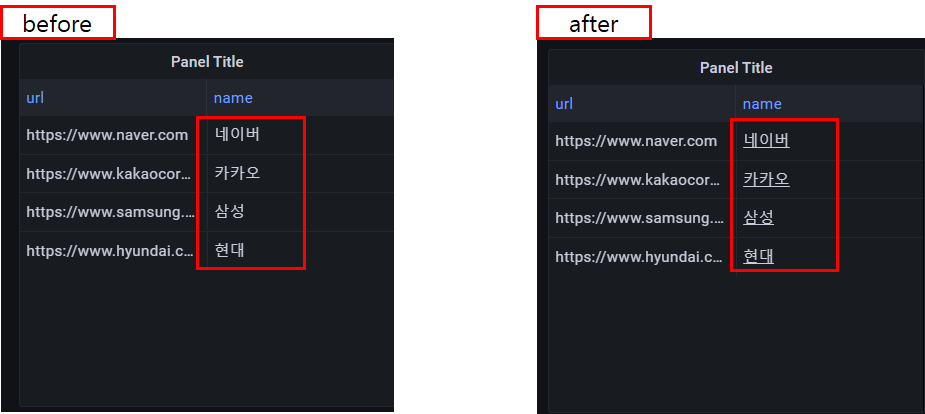 before
Panel Title
url name
https://www.naver.com 네이버
https://www.kakaocor... 카카오
https://www.samsung.... 삼성
https://www.hyundai.c... 현대
after
Panel Title
url name
https://www.naver.com 네이버
https://www.kakaocor... 카카오
https://www.samsung.... 삼성
https://www.hyundai.c... 현대